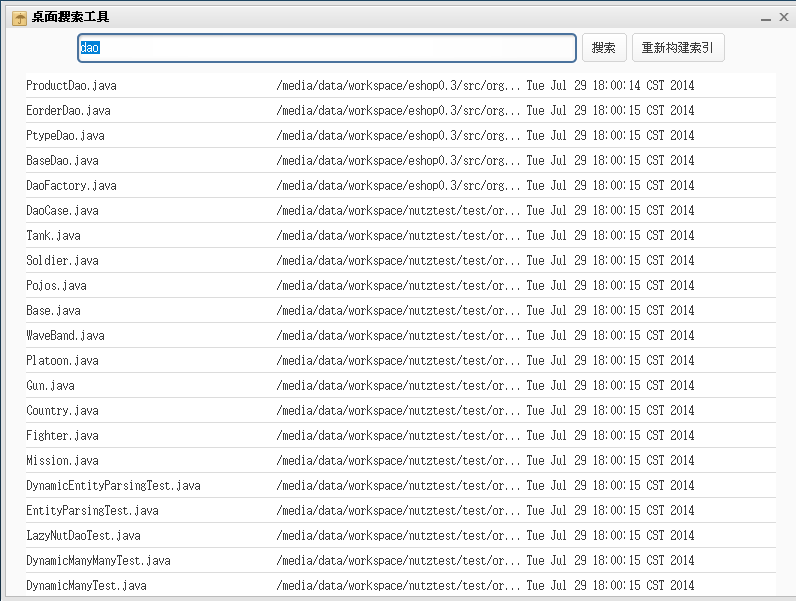 桌面搜索工具
dao 搜索 重新构建索引
ProductDao.java /media/data/workspace/eshop0.3/src/org... Tue Jul 29 18:00:14 CST 2014
EorderDao.java /media/data/workspace/eshop0.3/src/org... Tue Jul 29 18:00:15 CST 2014
PtypeDao.java /media/data/workspace/eshop0.3/src/org... Tue Jul 29 18:00:15 CST 2014
BaseDao.java /media/data/workspace/eshop0.3/src/org... Tue Jul 29 18:00:15 CST 2014
DaoFactory.java /media/data/workspace/eshop0.3/src/org... Tue Jul 29 18:00:15 CST 2014
DaoCase.java /media/data/workspace/nutztest/test/or... Tue Jul 29 18:00:15 CST 2014
Tank.java /media/data/workspace/nutztest/test/or... Tue Jul 29 18:00:15 CST 2014
Soldier.java /media/data/workspace/nutztest/test/or... Tue Jul 29 18:00:15 CST 2014
Pojos.java /media/data/workspace/nutztest/test/or... Tue Jul 29 18:00:15 CST 2014
Base.java /media/data/workspace/nutztest/test/or... Tue Jul 29 18:00:15 CST 2014
WaveBand.java /media/data/workspace/nutztest/test/or... Tue Jul 29 18:00:15 CST 2014
Platoon.java /media/data/workspace/nutztest/test/or... Tue Jul 29 18:00:15 CST 2014
Gun.java /media/data/workspace/nutztest/test/or... Tue Jul 29 18:00:15 CST 2014
Country.java /media/data/workspace/nutztest/test/or... Tue Jul 29 18:00:15 CST 2014
Fighter.java /media/data/workspace/nutztest/test/or... Tue Jul 29 18:00:15 CST 2014
Mission.java /media/data/workspace/nutztest/test/or... Tue Jul 29 18:00:15 CST 2014
DynamicEntityParsingTest.java /media/data/workspace/nutztest/test/or... Tue Jul 29 18:00:15 CST 2014
EntityParsingTest.java /media/data/workspace/nutztest/test/or... Tue Jul 29 18:00:15 CST 2014
LazyNutDaoTest.java /media/data/workspace/nutztest/test/or... Tue Jul 29 18:00:15 CST 2014
DynamicManyManyTest.java /media/data/workspace/nutztest/test/or... Tue Jul 29 18:00:15 CST 2014
DynamicManyTest.java /media/data/workspace/nutztest/test/or... Tue Jul 29 18:00:15 CST 2014